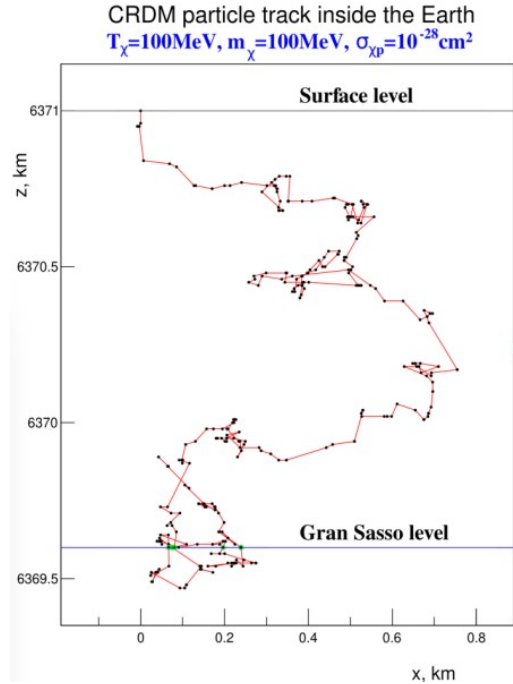 CRDM particle track inside the Earth
Tχ=100MeV, mχ=100MeV, σχp=10⁻²⁸cm²
Surface level
6371
z, km
6370.5
6370
Gran Sasso level
6369.5
0 0.2 0.4 0.6 0.8
x, km